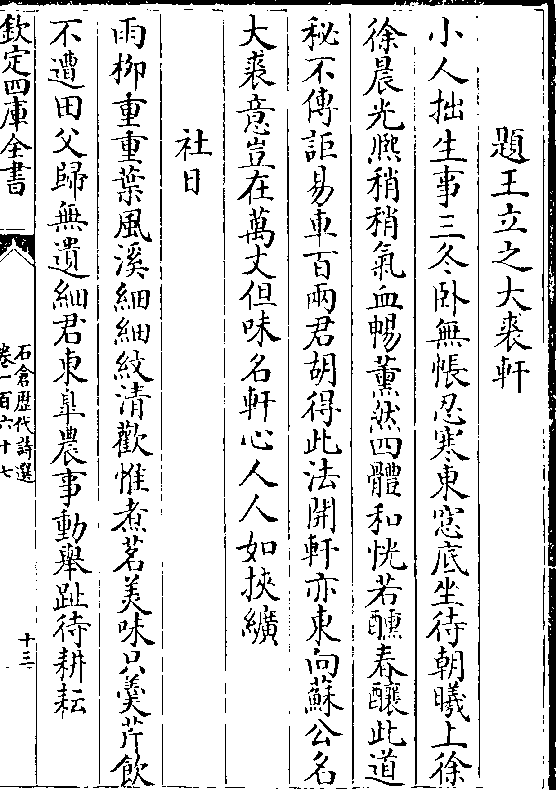 題王立之大裘軒
小人拙生事三冬卧無帳忍寒東窓底坐待朝曦上徐
徐晨光熈稍稍氣血暢薰然四體和恍若醺春釀此道
秘不傳詎易車百兩君胡得此法開軒亦東向蘇公名
大裘意豈在萬丈但味名軒心人人如挾纊
社日
雨柳重重葉風溪細細紋清歡惟煮茗美味只羮芹飲
不遭田父歸無遺細君東臯農事動舉趾待耕耘
欽定四庫全書
石倉歴代詩選
卷一百六十七
十三